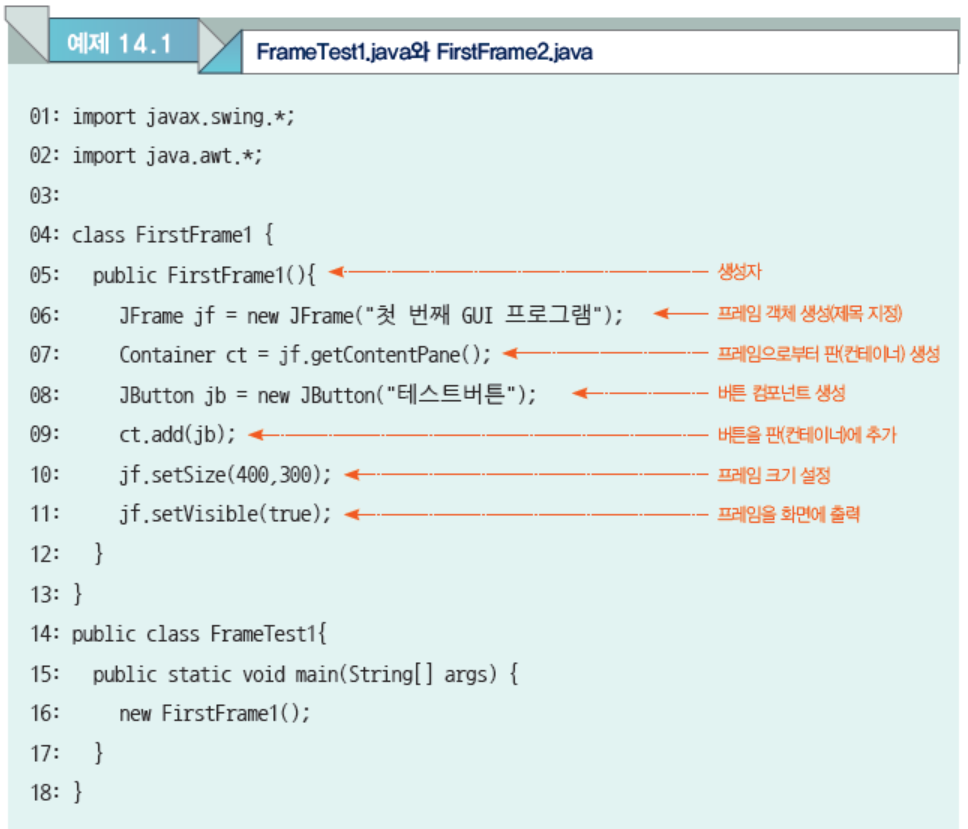 예제 14.1
FrameTest1.java와 FirstFrame2.java
01: import javax.swing.*;
02: import java.awt.*;
03:
04: class FirstFrame1 {
05: public FirstFrame1(){ 생성자
06: JFrame jf = new JFrame("첫 번째 GUI 프로그램"); 프레임 객체 생성(제목 지정)
07: Container ct = jf.getContentPane(); 프레임으로부터 판(컨테이너) 생성
08: JButton jb = new JButton("테스트버튼"); 버튼 컴포넌트 생성
09: ct.add(jb); 버튼을 판(컨테이너)에 추가
10: jf.setSize(400,300); 프레임 크기 설정
11: jf.setVisible(true); 프레임을 화면에 출력
12: }
13: }
14: public class FrameTest1{
15: public static void main(String[] args) {
16: new FirstFrame1();
17: }
18: }